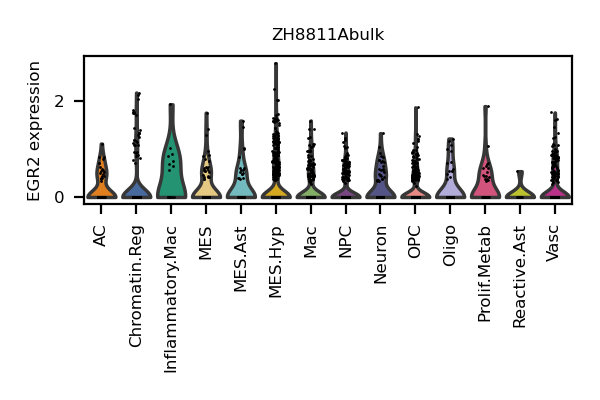 ZH8811Abulk
EGR2 expression
2
0
AC
Chromatin.Reg
Inflammatory.Mac
MES
MES.Ast
MES.Hyp
Mac
NPC
Neuron
OPC
Oligo
Prolif.Metab
Reactive.Ast
Vasc